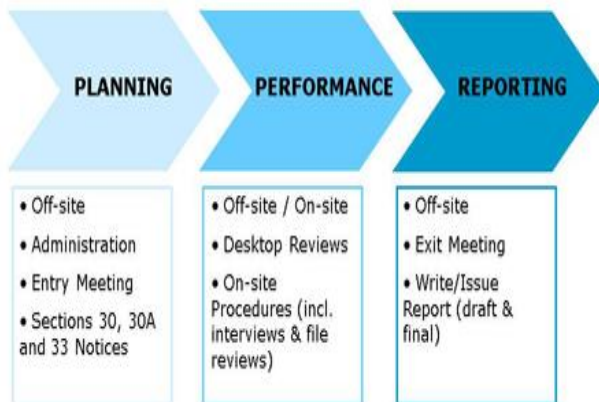 PLANNING
PERFORMANCE
REPORTING
• Off-site
• Administration
• Entry Meeting
• Sections 30, 30A
and 33 Notices
• Off-site / On-site
• Desktop Reviews
• On-site
Procedures (incl.
interviews & file
reviews)
• Off-site
• Exit Meeting
• Write/Issue
Report (draft &
final)